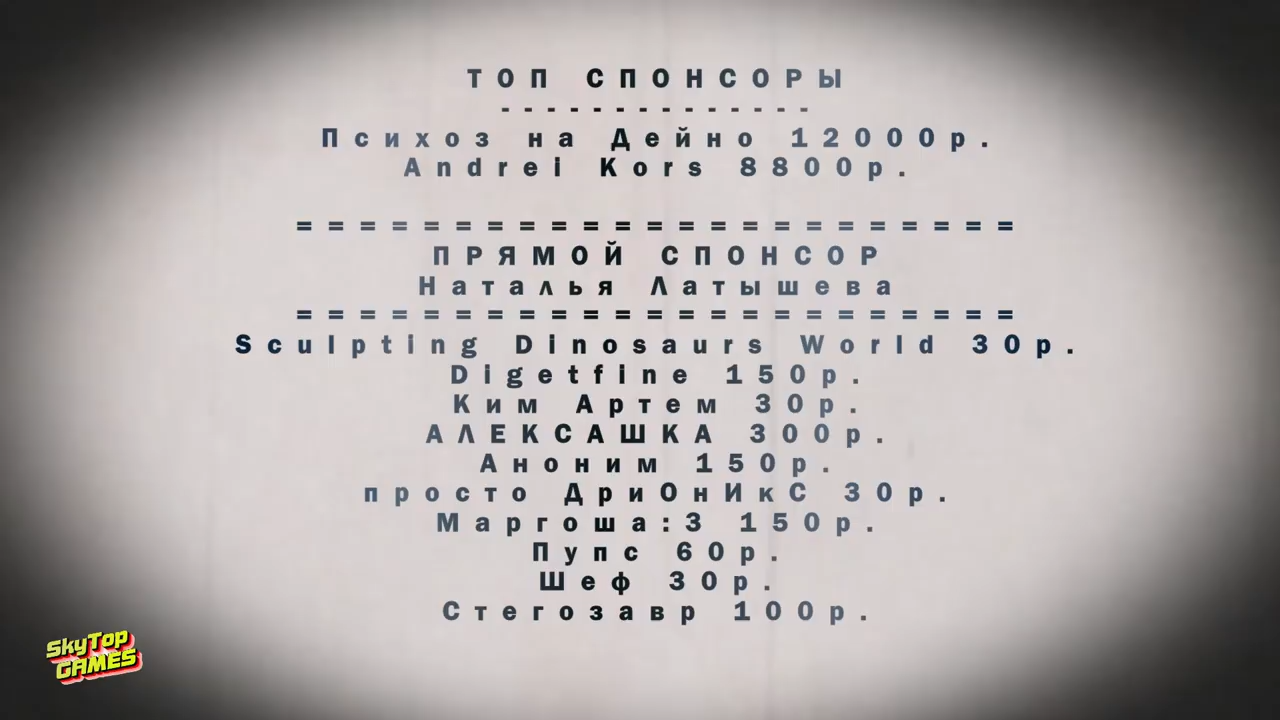 ТОП СПОНСОРЫ
--------------
Психоз на Дейно 12000р.
Andrei Kors 8800р.
=======================
ПРЯМОЙ СПОНСОР
Наталья Латышева
=======================
Sculpting Dinosaurs World 30р.
Digetfine 150р.
Ким Артем 30р.
АЛЕКСАШКА 300р.
Аноним 150р.
просто ДриОнИкС 30р.
Маргоша:3 150р.
Пупс 60р.
Шеф 30р.
Стегозавр 100р.
SkyTop
GAMES